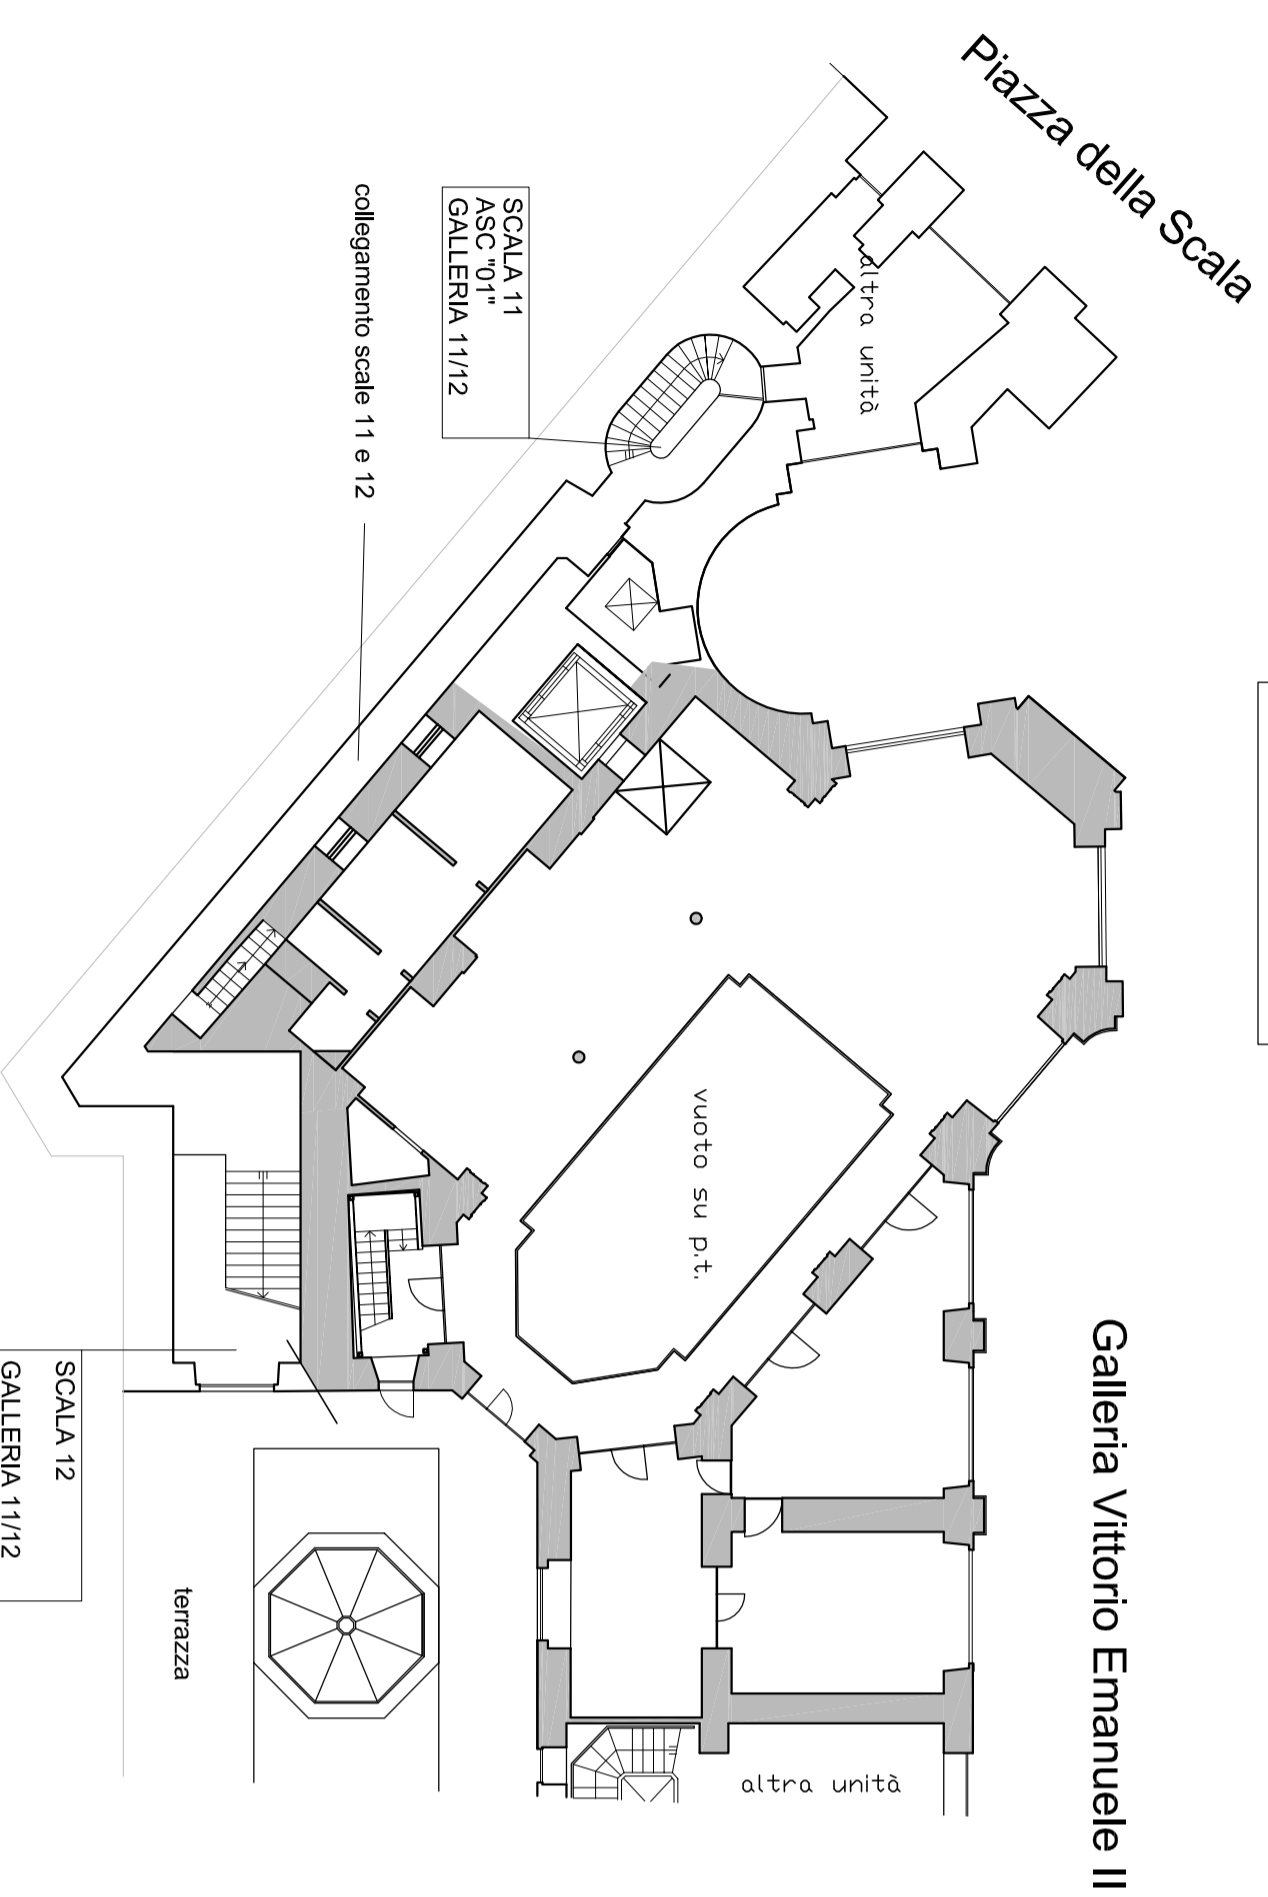 Piazza della Scala
altra unità
SCALA 11
ASC "01"
GALLERIA 11/12
collegamento scale 11 e 12
vuoto su p.t.
Galleria Vittorio Emanuele II
SCALA 12
GALLERIA 11/12
terrazza
altra unità